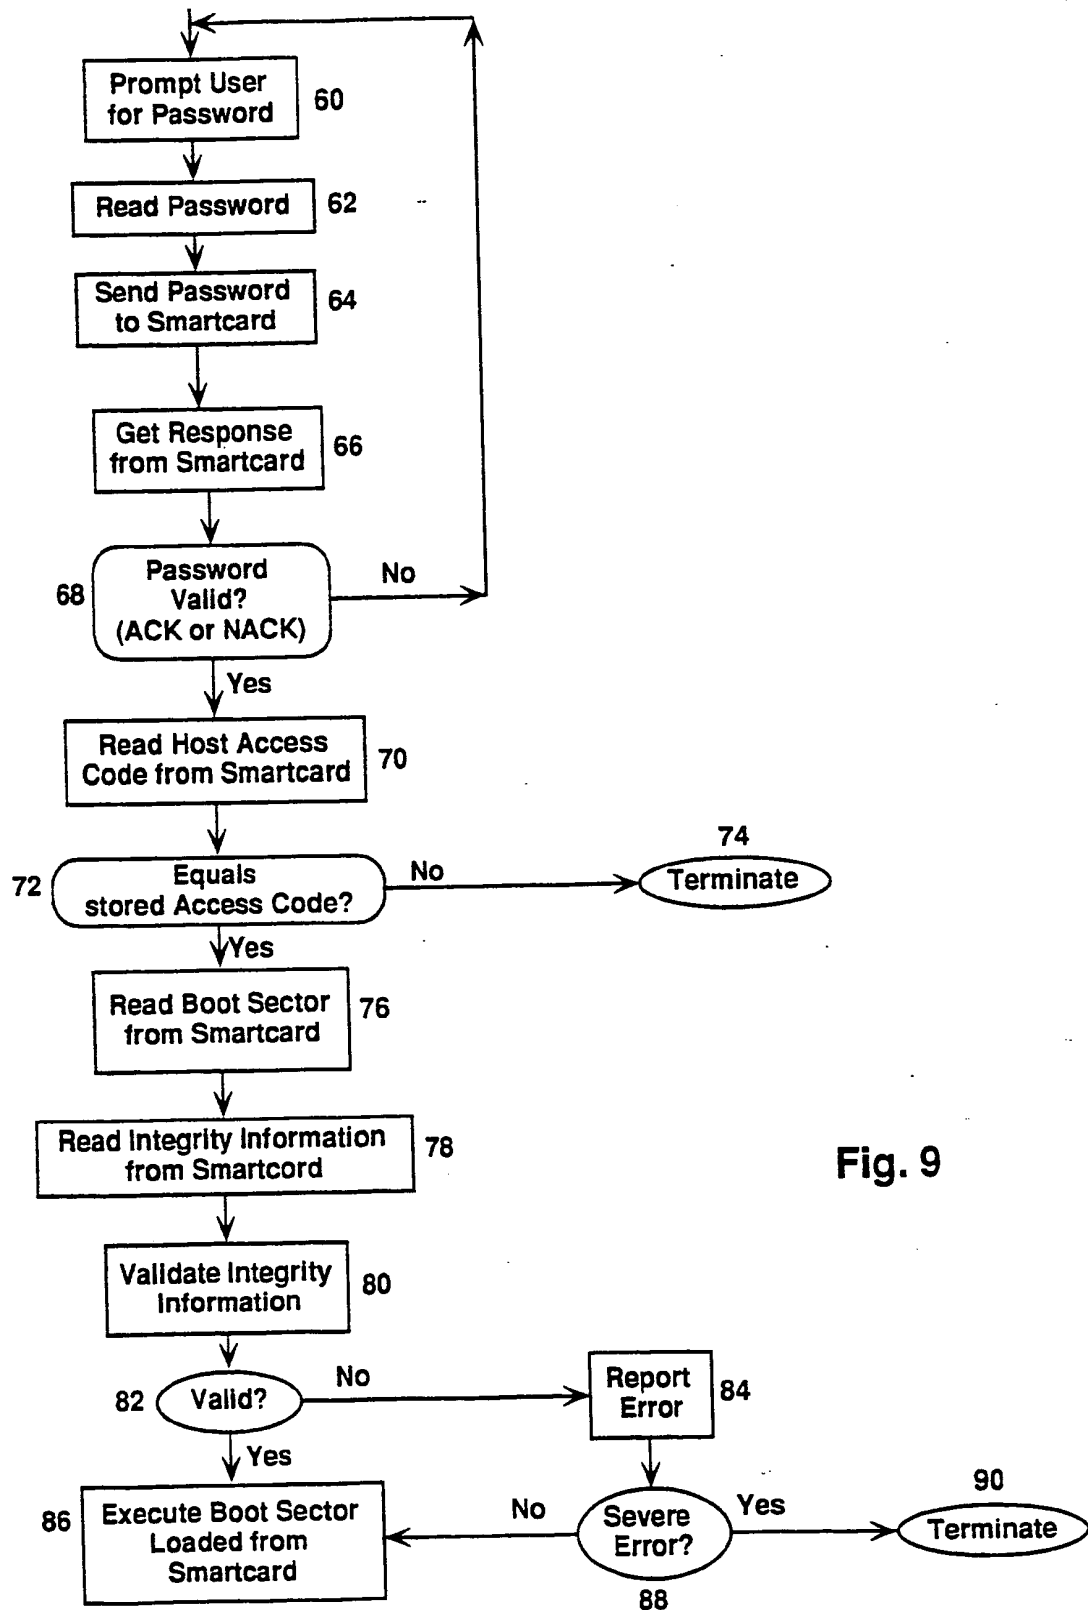 Prompt User
for Password
60
Read Password
62
Send Password
to Smartcard
64
Get Response
from Smartcard
66
68
Password
Valid?
(ACK or NACK)
No
Yes
Read Host Access
Code from Smartcard
70
72
Equals
stored Access Code?
No
74
Terminate
Yes
Read Boot Sector
from Smartcard
76
Read Integrity Information
from Smartcord
78
Fig. 9
Validate Integrity
Information
80
82
Valid?
No
Report
Error
84
Yes
86
Execute Boot Sector
Loaded from
Smartcard
No
Severe
Error?
88
Yes
90
Terminate